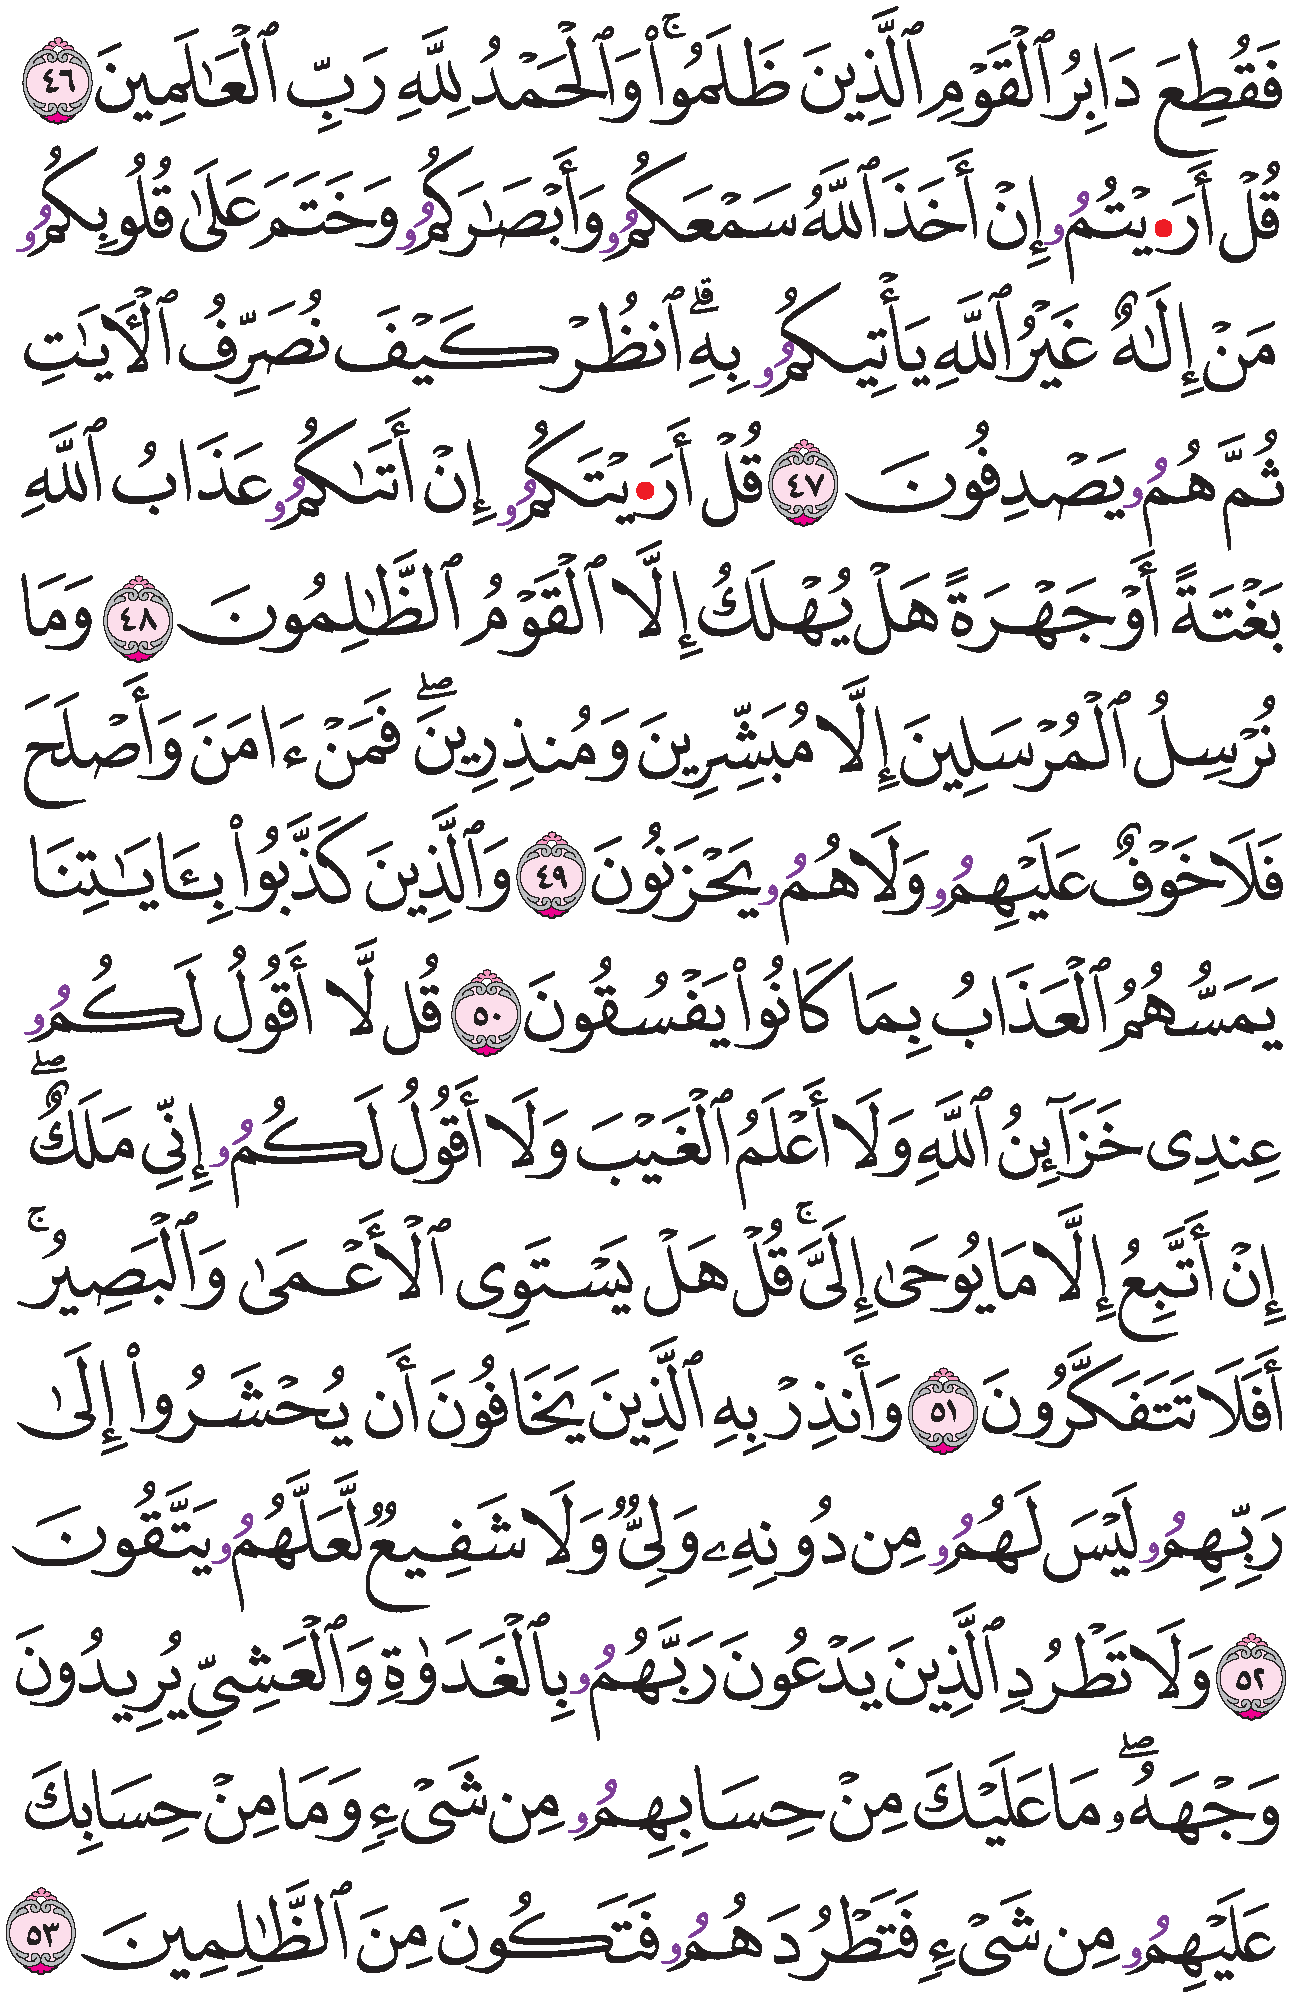 فَقُطِعَ دَابِرُ ٱلْقَوْمِ ٱلَّذِينَ ظَلَمُوا۟ۚ وَٱلْحَمْدُ لِلَّهِ رَبِّ ٱلْعَـٰلَمِينَ ٤٦
قُلْ أَرَ•يْتُمُۥ إِنْ أَخَذَ ٱللَّهُ سَمْعَكُمُۥ وَأَبْصَـٰرَكُمُۥ وَخَتَمَ عَلَىٰ قُلُوبِكُمُۥ
مَنْ إِلَـٰهٌ غَيْرُ ٱللَّهِ يَأْتِيكُمُۥ بِهِۗ ٱنظُرْ كَيْفَ نُصَرِّفُ ٱلْأَيَـٰتِ
ثُمَّ هُمُۥ يَصْدِفُونَ ٤٧ قُلْ أَرَ•يْتَكُمُۥ إِنْ أَتَىٰكُمُۥ عَذَابُ ٱللَّهِ
بَغْتَةً أَوْ جَهْرَةً هَلْ يُهْلَكُ إِلَّا ٱلْقَوْمُ ٱلظَّـٰلِمُونَ ٤٨ وَمَا
نُرْسِلُ ٱلْمُرْسَلِينَ إِلَّا مُبَشِّرِينَ وَمُنذِرِينَۖ فَمَنْ ءَامَنَ وَأَصْلَحَ
فَلَا خَوْفٌ عَلَيْهِمُۥ وَلَا هُمُۥ يَحْزَنُونَ ٤٩ وَٱلَّذِينَ كَذَّبُوا۟ بِـَٔايَـٰتِنَا
يَمَسُّهُمُ ٱلْعَذَابُ بِمَا كَانُوا۟ يَفْسُقُونَ ٥٠ قُل لَّا أَقُولُ لَكُمُۥ
عِندِى خَزَآئِنُ ٱللَّهِ وَلَا أَعْلَمُ ٱلْغَيْبَ وَلَا أَقُولُ لَكُمُۥ إِنِّى مَلَكٌۖ
إِنْ أَتَّبِعُ إِلَّا مَا يُوحَىٰ إِلَىَّۚ قُلْ هَلْ يَسْتَوِى ٱلْأَعْمَىٰ وَٱلْبَصِيرُۚ
أَفَلَا تَتَفَكَّرُونَ ٥١ وَأَنذِرْ بِهِ ٱلَّذِينَ يَخَافُونَ أَن يُحْشَرُوا۟ إِلَىٰ
رَبِّهِمُۥ لَيْسَ لَهُمُۥ مِن دُونِهِۦ وَلِىٌّ وَلَا شَفِيعٌ لَّعَلَّهُمُۥ يَتَّقُونَ
٥٢ وَلَا تَطْرُدِ ٱلَّذِينَ يَدْعُونَ رَبَّهُمُۥ بِٱلْغَدَوٰةِ وَٱلْعَشِىِّ يُرِيدُونَ
وَجْهَهُۥۖ مَا عَلَيْكَ مِنْ حِسَابِهِمُۥ مِن شَىْءٍ وَمَا مِنْ حِسَابِكَ
عَلَيْهِمُۥ مِن شَىْءٍ فَتَطْرُدَهُمُۥ فَتَكُونَ مِنَ ٱلظَّـٰلِمِينَ ٥٣